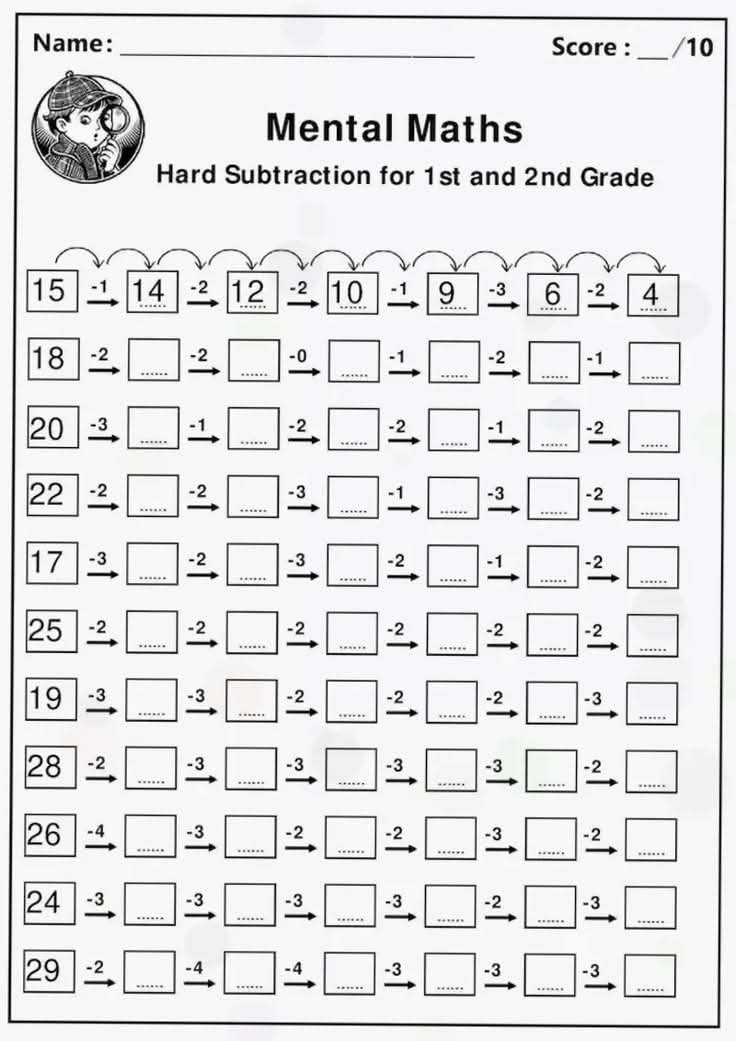 Name: ____________________ Score : ___ /10
Mental Maths
Hard Subtraction for 1st and 2nd Grade
15 -1 14 -2 12 -2 10 -1 9 -3 6 -2 4
18 -2 ...... -2 ...... -0 ...... -1 ...... -2 ...... -1 ......
20 -3 ...... -1 ...... -2 ...... -2 ...... -1 ...... -2 ......
22 -2 ...... -2 ...... -3 ...... -1 ...... -3 ...... -2 ......
17 -3 ...... -2 ...... -3 ...... -2 ...... -1 ...... -2 ......
25 -2 ...... -2 ...... -2 ...... -2 ...... -2 ...... -2 ......
19 -3 ...... -3 ...... -2 ...... -2 ...... -2 ...... -3 ......
28 -2 ...... -3 ...... -3 ...... -3 ...... -3 ...... -2 ......
26 -4 ...... -3 ...... -2 ...... -2 ...... -3 ...... -2 ......
24 -3 ...... -3 ...... -3 ...... -3 ...... -2 ...... -3 ......
29 -2 ...... -4 ...... -4 ...... -3 ...... -3 ...... -3 ......